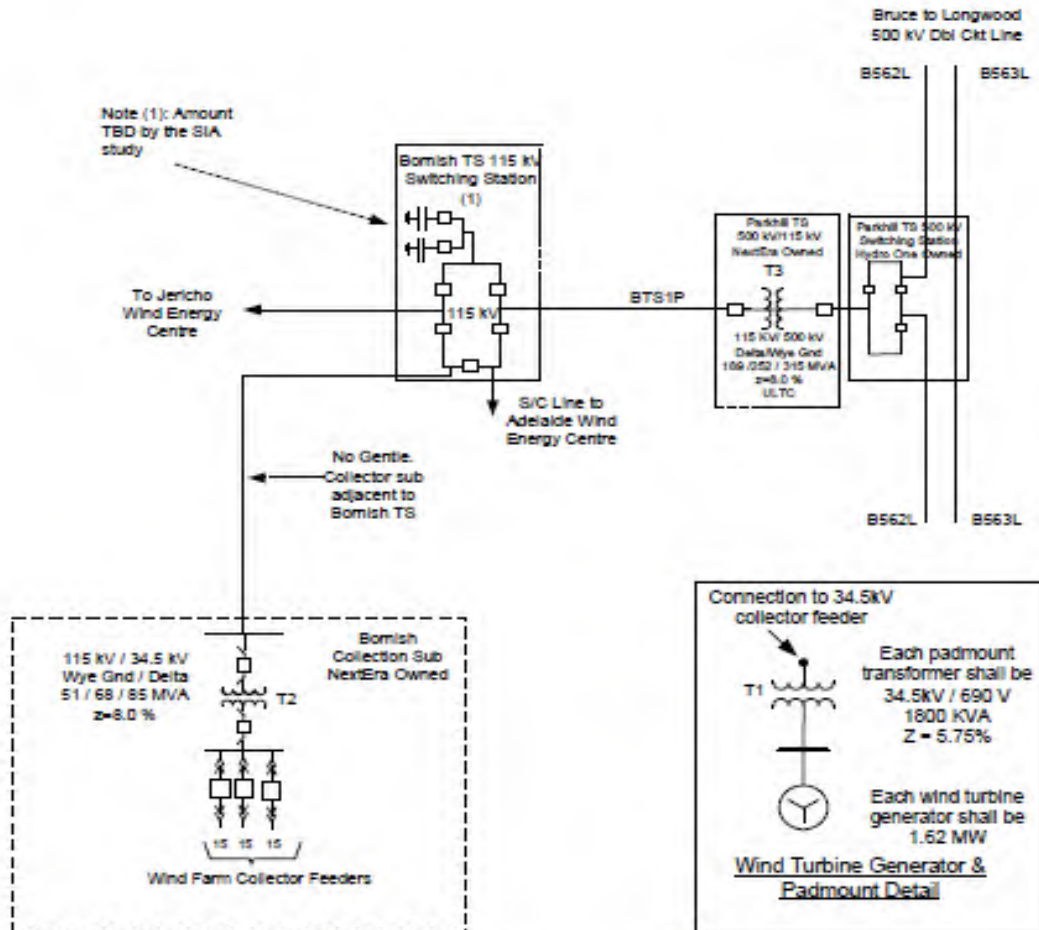 Bruce to Longwood
500 kV Dbl Ckt Line
B562L
B563L
Note (1): Amount
TBD by the SIA
study
Bornish TS 115 kV
Switching Station
(1)
115 kV
To Jericho
Wind Energy
Centre
BTS1P
Parkhill TS
500 kV/115 kV
NextEra Owned
T3
115 KV/ 500 kV
Delta/Wye Gnd
189 /252 / 315 MVA
z=8.0 %
ULTC
Parkhill TS 500 kV
Switching Station
Hydro One Owned
S/C Line to
Adelaide Wind
Energy Centre
No Gentie.
Collector sub
adjacent to
Bornish TS
B562L
B563L
115 kV / 34.5 kV
Wye Gnd / Delta
51 / 68 / 85 MVA
z=8.0 %
T2
Bornish
Collection Sub
NextEra Owned
15 15 15
Wind Farm Collector Feeders
Connection to 34.5kV
collector feeder
T1
Each padmount
transformer shall be
34.5kV / 690 V
1800 KVA
Z = 5.75%
Each wind turbine
generator shall be
1.62 MW
Wind Turbine Generator &
Padmount Detail